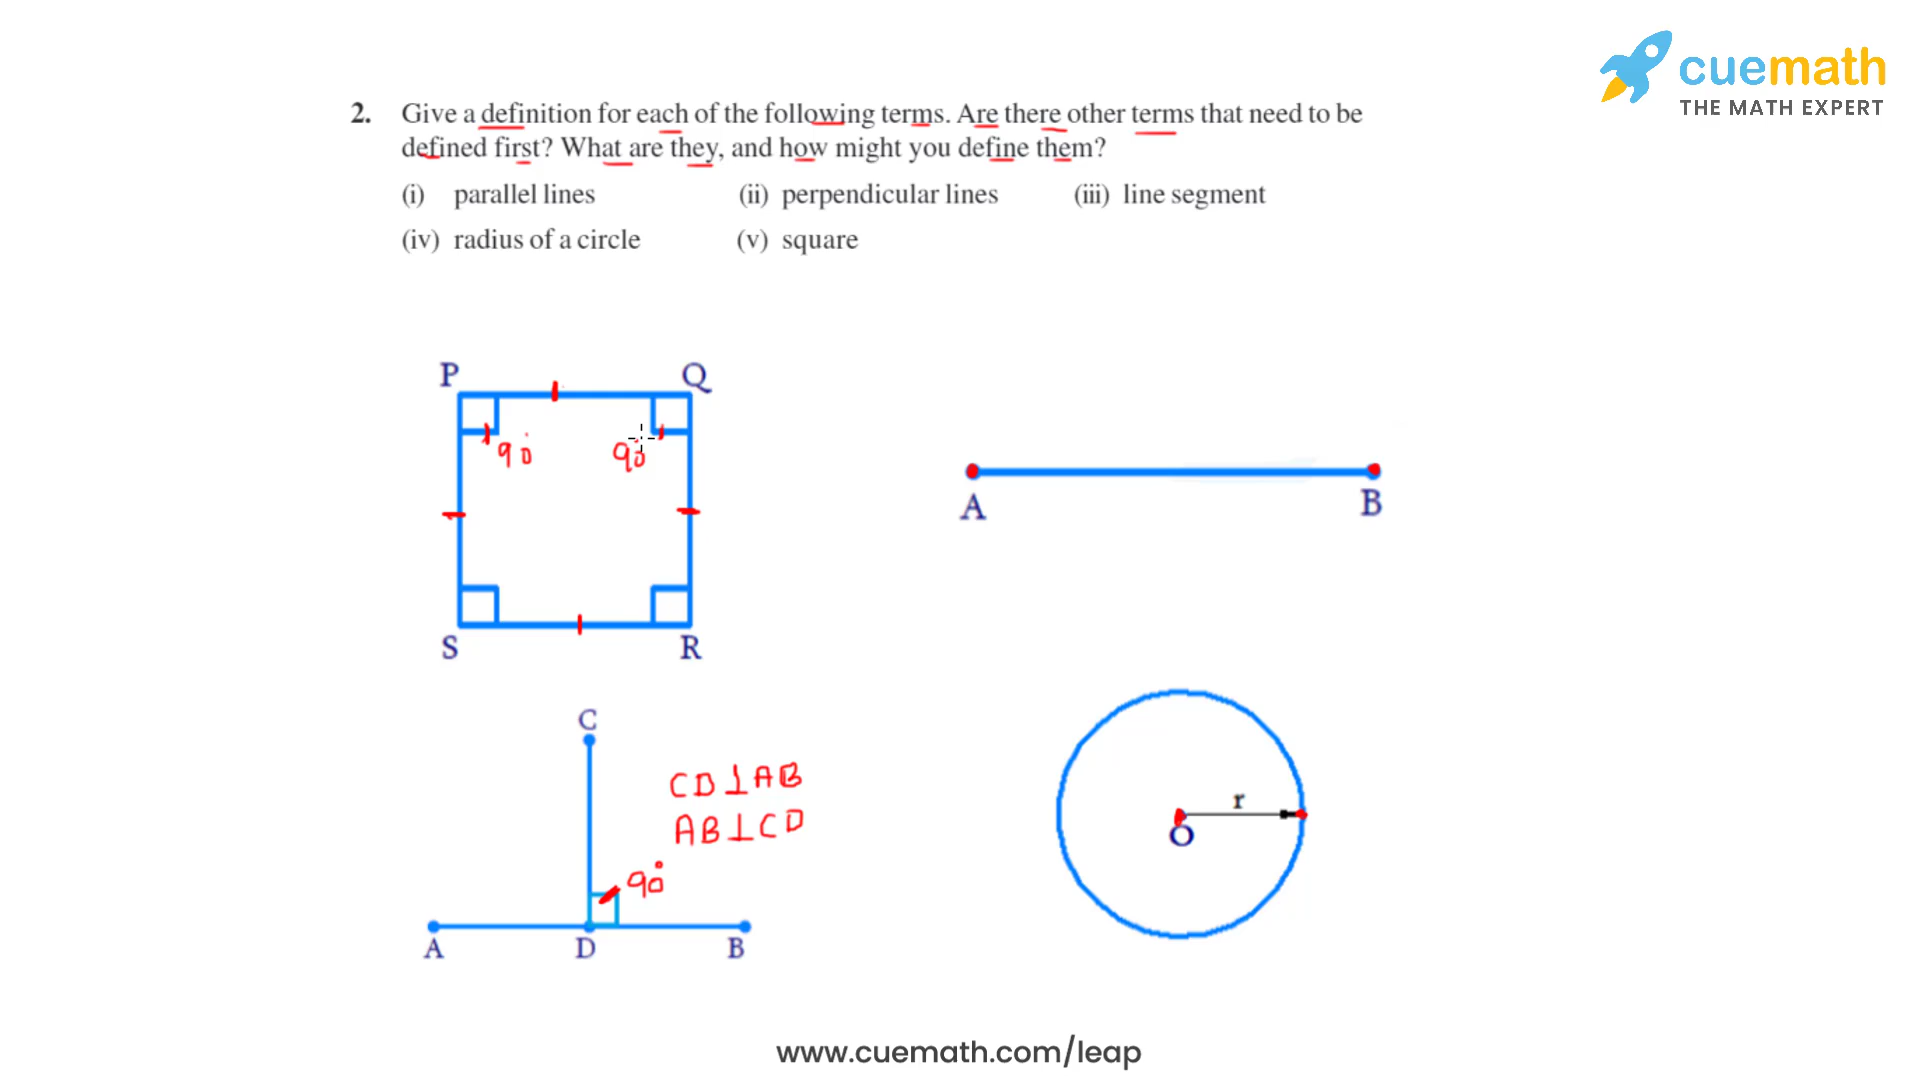 cuemath
THE MATH EXPERT
2. Give a definition for each of the following terms. Are there other terms that need to be
defined first? What are they, and how might you define them?
(i) parallel lines (ii) perpendicular lines (iii) line segment
(iv) radius of a circle (v) square
P Q
90° 90°
S R
A B
C
CD⊥AB
AB⊥CD
90°
A D B
r
O
www.cuemath.com/leap